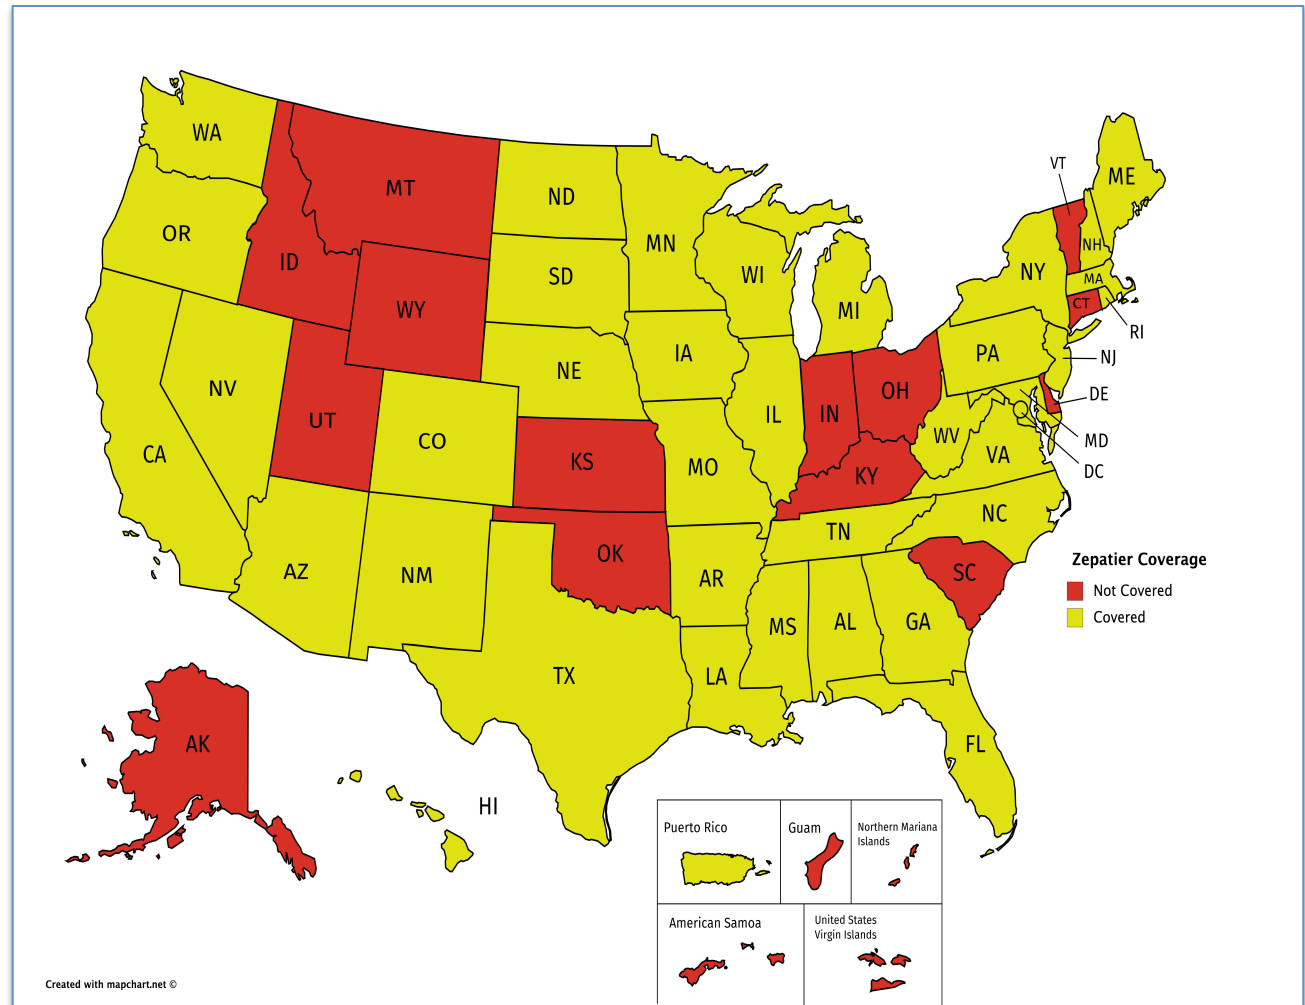 WA
MT
ND
MN
ME
VT
OR
ID
SD
WI
MI
NY
NH
MA
CT
RI
WY
NE
IA
PA
NJ
NV
UT
CO
KS
MO
IL
IN
OH
WV
VA
DE
MD
DC
CA
KY
AZ
NM
OK
AR
TN
NC
SC
MS
AL
GA
TX
LA
FL
AK
HI
Zepatier Coverage
Not Covered
Covered
Puerto Rico
Guam
Northern Mariana
Islands
American Samoa
United States
Virgin Islands
Created with mapchart.net ©